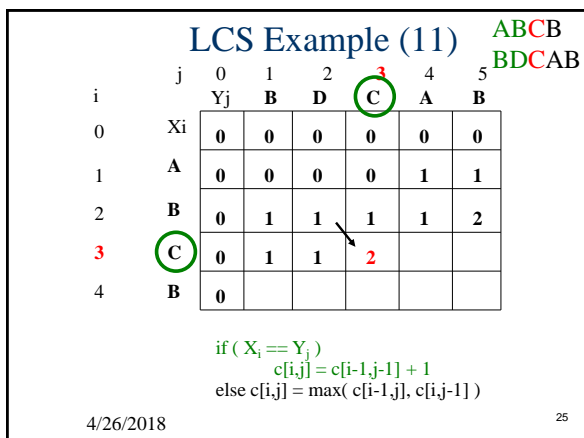 LCS Example (11)
ABCB
BDCAB
j 0 1 2 3 4 5
i Yj B D C A B
0 Xi 0 0 0 0 0 0
1 A 0 0 0 0 1 1
2 B 0 1 1 1 1 2
3 C 0 1 1 2
4 B 0
if ( Xi == Yj )
c[i,j] = c[i-1,j-1] + 1
else c[i,j] = max( c[i-1,j], c[i,j-1] )
4/26/2018 25